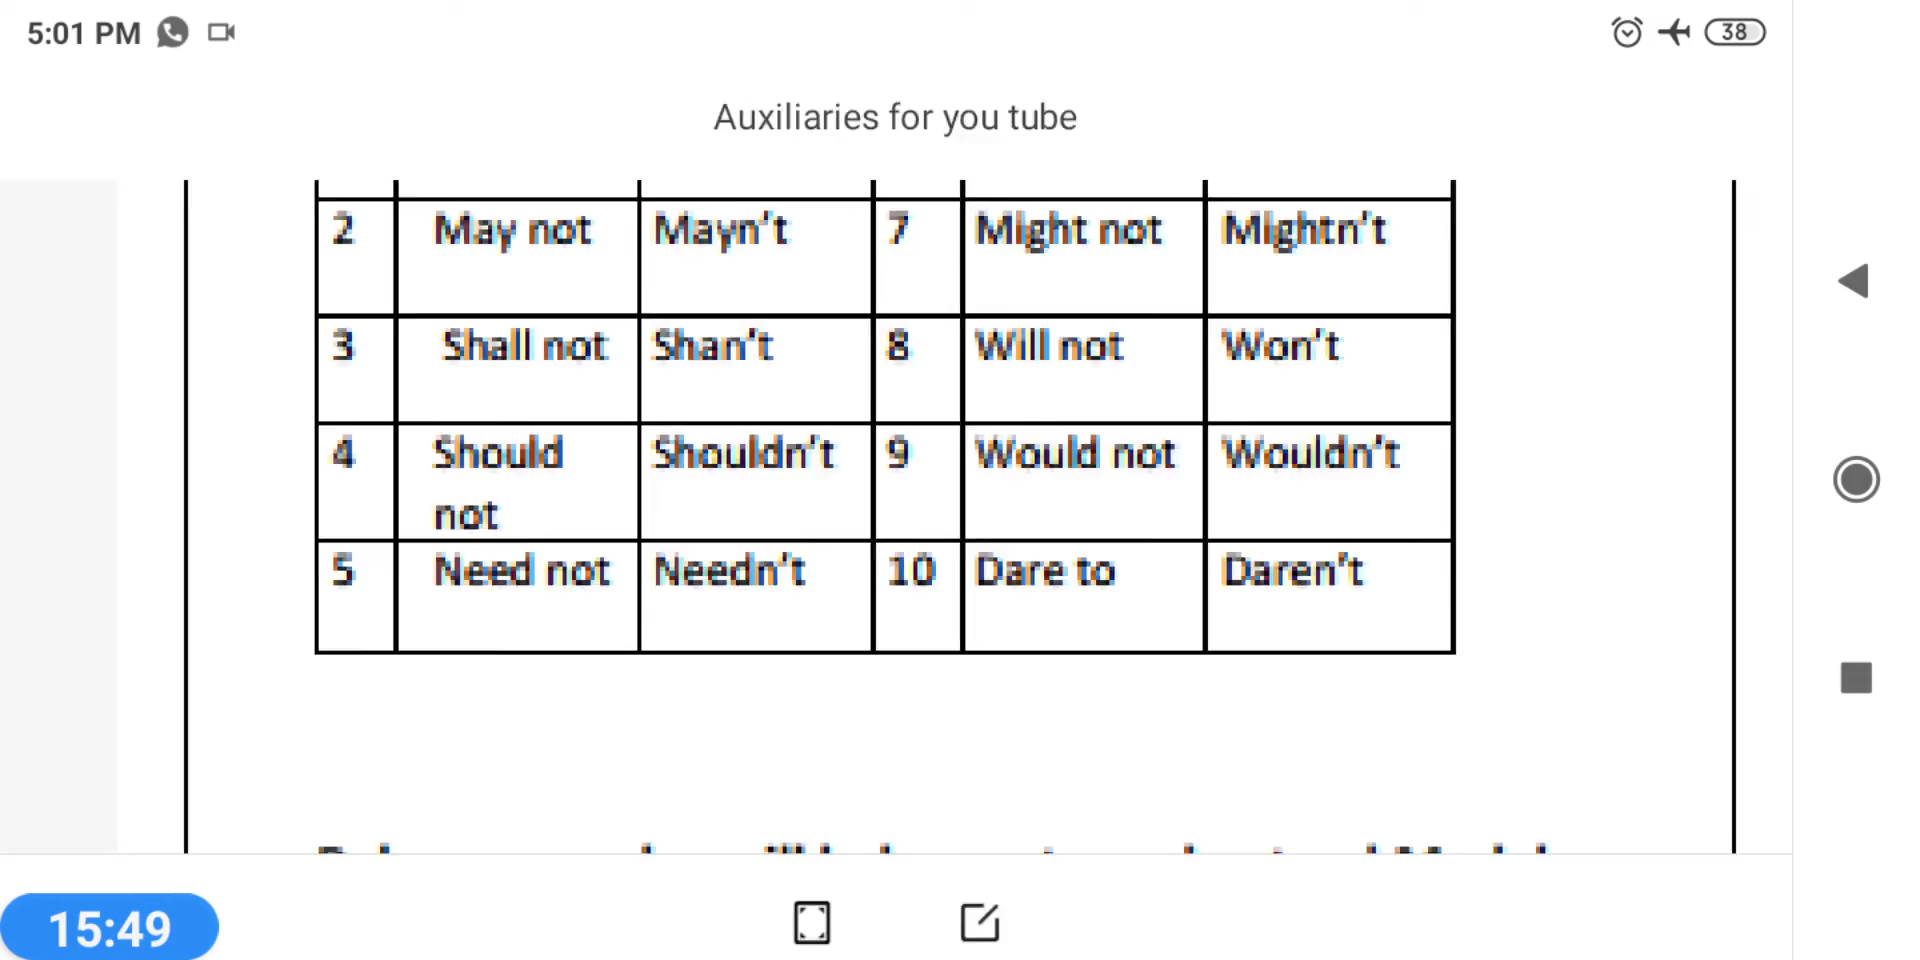 5:01 PM
38
Auxiliaries for you tube
2 May not Mayn't 7 Might not Mightn't
3 Shall not Shan't 8 Will not Won't
4 Should not Shouldn't 9 Would not Wouldn't
5 Need not Needn't 10 Dare to Daren't
15:49